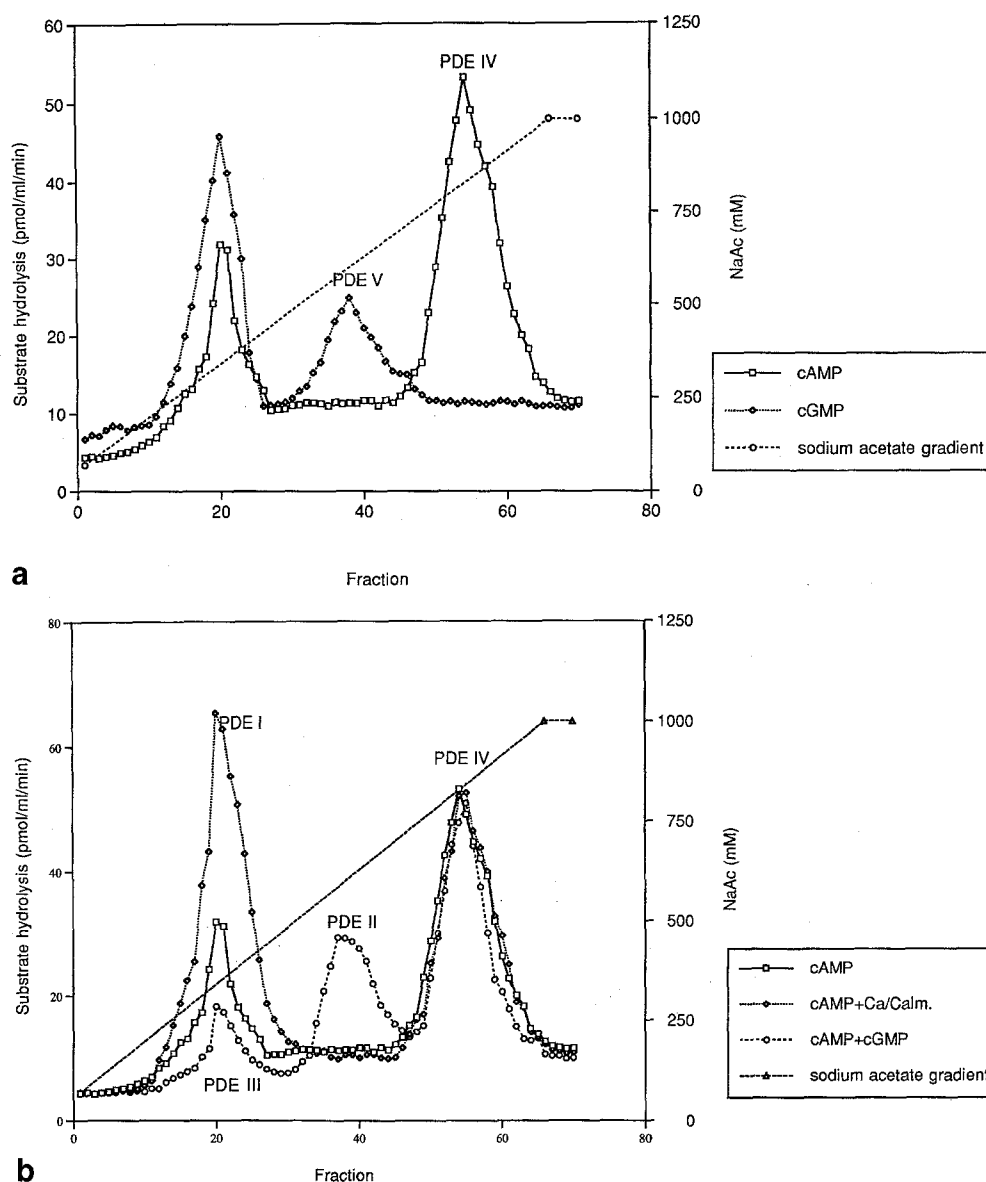 60
50
40
30
20
10
0
Substrate hydrolysis (pmol/ml/min)
PDE IV
PDE V
1250
1000
750
500
250
0
NaAc (mM)
cAMP
cGMP
sodium acetate gradient
0
20
40
60
80
a
Fraction
80
60
40
20
0
Substrate hydrolysis (pmol/ml/min)
PDE I
PDE IV
PDE II
PDE III
1250
1000
750
500
250
0
NaAc (mM)
cAMP
cAMP+Ca/Calm.
cAMP+cGMP
sodium acetate gradient
0
20
40
60
80
b
Fraction